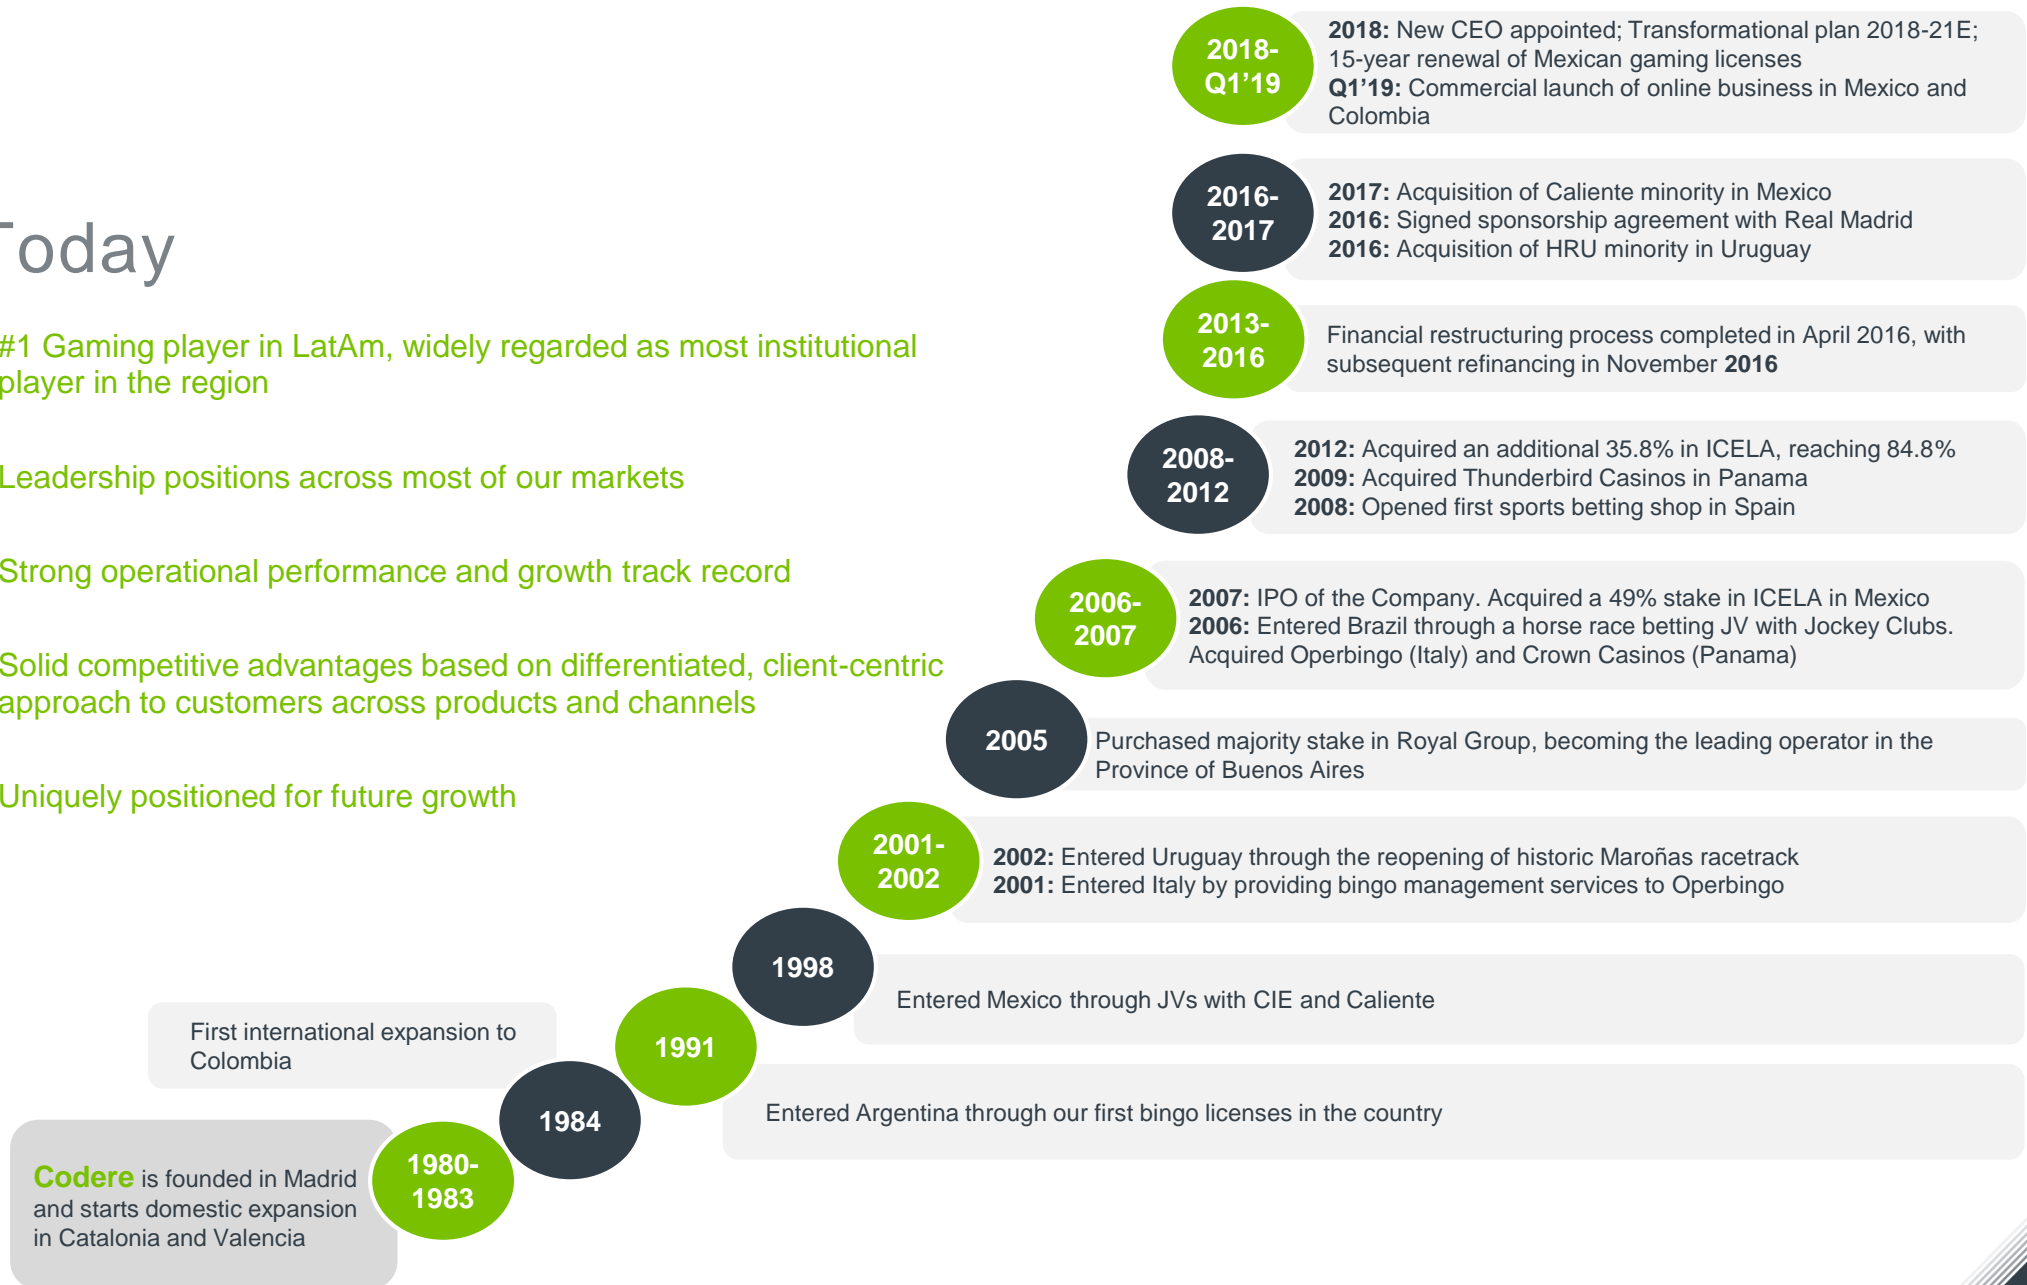 Today
#1 Gaming player in LatAm, widely regarded as most institutional
player in the region
Leadership positions across most of our markets
Strong operational performance and growth track record
Solid competitive advantages based on differentiated, client-centric
approach to customers across products and channels
Uniquely positioned for future growth
2018-
Q1’19
2018: New CEO appointed; Transformational plan 2018-21E;
15-year renewal of Mexican gaming licenses
Q1’19: Commercial launch of online business in Mexico and
Colombia
2016-
2017
2017: Acquisition of Caliente minority in Mexico
2016: Signed sponsorship agreement with Real Madrid
2016: Acquisition of HRU minority in Uruguay
2013-
2016
Financial restructuring process completed in April 2016, with
subsequent refinancing in November 2016
2008-
2012
2012: Acquired an additional 35.8% in ICELA, reaching 84.8%
2009: Acquired Thunderbird Casinos in Panama
2008: Opened first sports betting shop in Spain
2006-
2007
2007: IPO of the Company. Acquired a 49% stake in ICELA in Mexico
2006: Entered Brazil through a horse race betting JV with Jockey Clubs.
Acquired Operbingo (Italy) and Crown Casinos (Panama)
2005
Purchased majority stake in Royal Group, becoming the leading operator in the
Province of Buenos Aires
2001-
2002
2002: Entered Uruguay through the reopening of historic Maroñas racetrack
2001: Entered Italy by providing bingo management services to Operbingo
1998
Entered Mexico through JVs with CIE and Caliente
1991
Entered Argentina through our first bingo licenses in the country
First international expansion to
Colombia
1984
1980-
1983
Codere is founded in Madrid
and starts domestic expansion
in Catalonia and Valencia